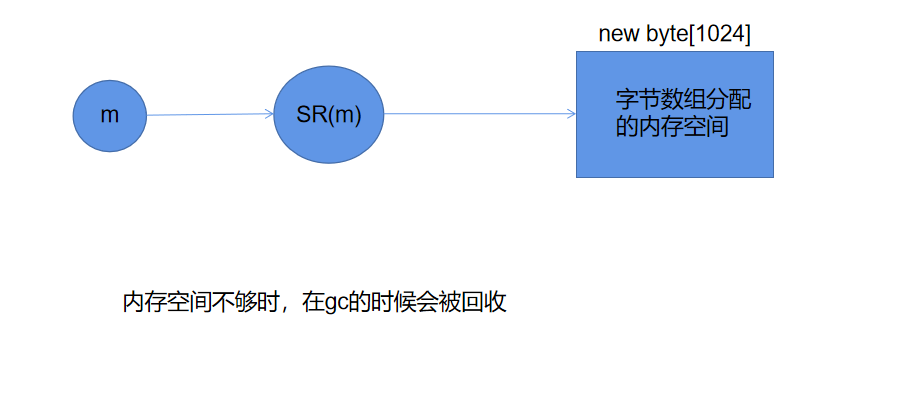 new byte[1024]
m
SR(m)
字节数组分配
的内存空间
内存空间不够时，在gc的时候会被回收